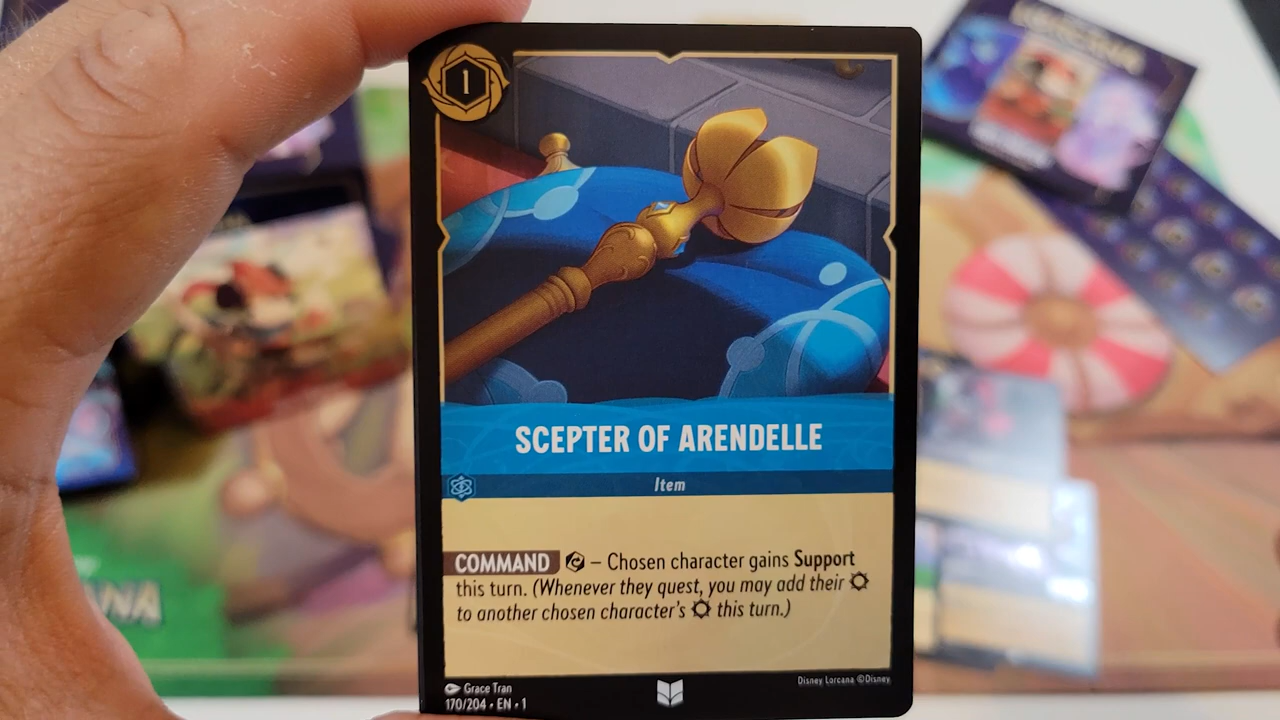 1
SCEPTER OF ARENDELLE
Item
COMMAND – Chosen character gains Support
this turn. (Whenever they quest, you may add their
to another chosen character's this turn.)
Grace Tran
170/204 • EN • 1
Disney Lorcana ©Disney